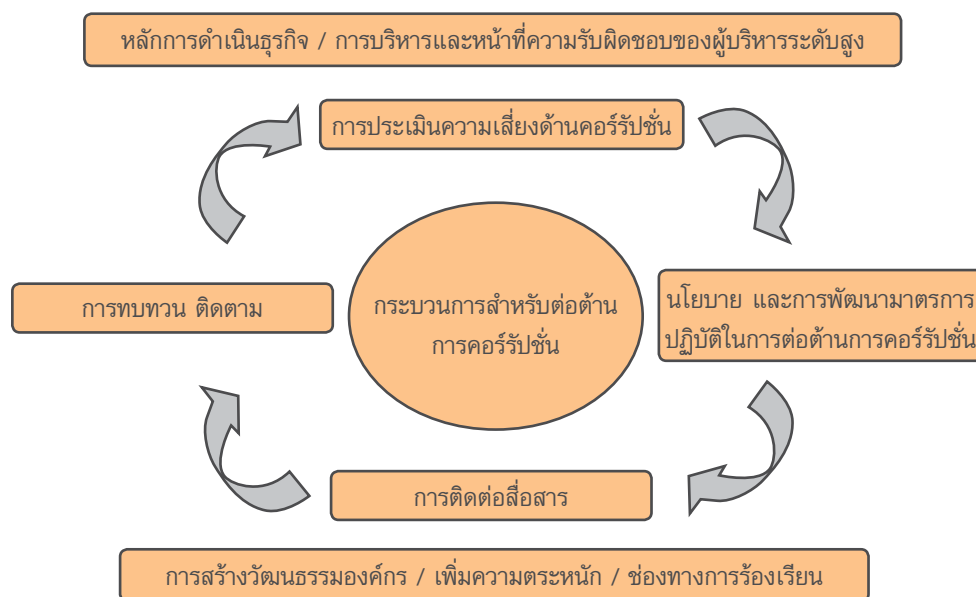 หลักการดำเนินธุรกิจ / การบริหารและหน้าที่ความรับผิดชอบของผู้บริหารระดับสูง
การประเมินความเสี่ยงด้านคอร์รัปชั่น
การทบทวน ติดตาม
กระบวนการสำหรับต่อต้าน
การคอร์รัปชั่น
นโยบาย และการพัฒนามาตรการ
ปฏิบัติในการต่อต้านการคอร์รัปชั่น
การติดต่อสื่อสาร
การสร้างวัฒนธรรมองค์กร / เพิ่มความตระหนัก / ช่องทางการร้องเรียน